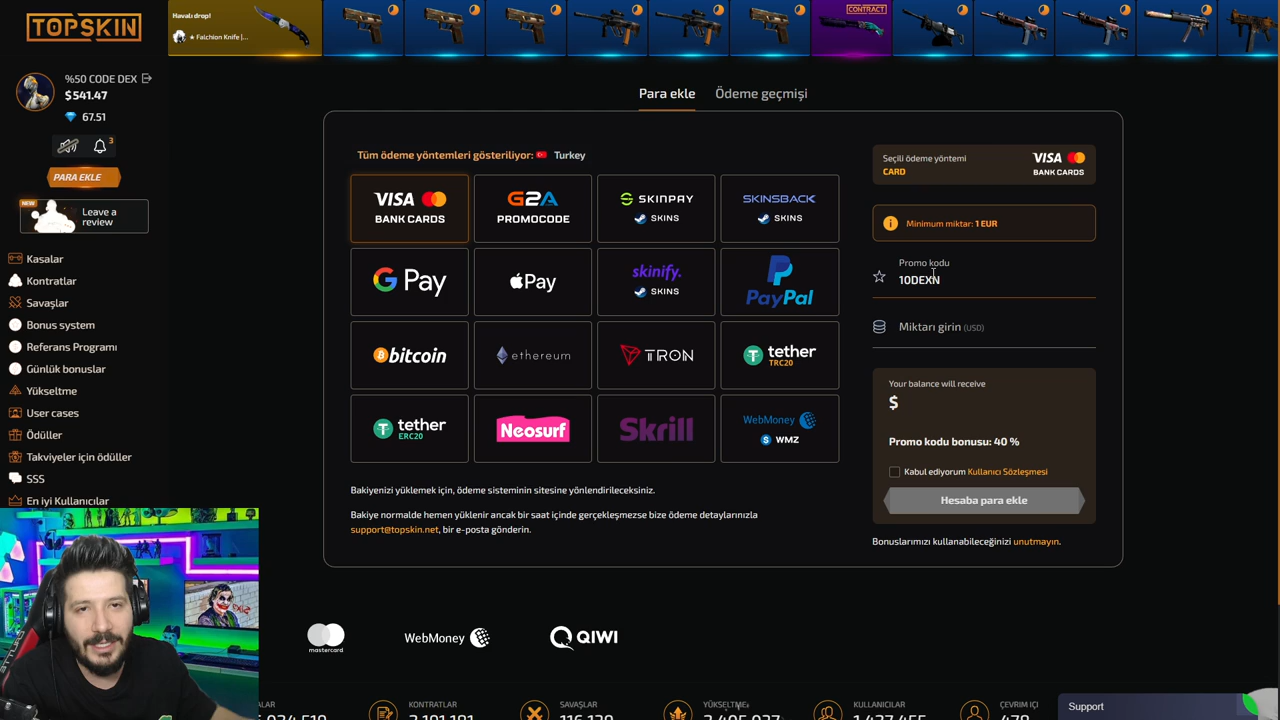 TOPSKIN
Havalı drop!
★ Falchion Knife |...
CONTRACT
%50 CODE DEX
$541.47
67.51
3
PARA EKLE
NEW
Leave a
review
Kasalar
Kontratlar
Savaşlar
Bonus system
Referans Programı
Günlük bonuslar
Yükseltme
User cases
Ödüller
Takviyeler için ödüller
SSS
En iyi Kullanıcılar
Para ekle
Ödeme geçmişi
Tüm ödeme yöntemleri gösteriliyor: Turkey
VISA
BANK CARDS
G2A
PROMOCODE
SKINPAY
SKINS
SKINSBACK
SKINS
G Pay
Pay
skinify.
SKINS
PayPal
bitcoin
ethereum
TRON
tether
TRC20
tether
ERC20
Neosurf
Skrill
WebMoney
WMZ
Bakiyenizi yüklemek için, ödeme sisteminin sitesine yönlendirileceksiniz.
Bakiye normalde hemen yüklenir ancak bir saat içinde gerçekleşmezse bize ödeme detaylarınızla
support@topskin.net, bir e-posta gönderin.
Seçili ödeme yöntemi
CARD
VISA
BANK CARDS
Minimum miktar: 1 EUR
Promo kodu
10DEXN
Miktarı girin (USD)
Your balance will receive
$
Promo kodu bonusu: 40 %
Kabul ediyorum Kullanıcı Sözleşmesi
Hesaba para ekle
Bonuslarımızı kullanabileceğinizi unutmayın.
mastercard
WebMoney
QIWI
KONTRATLAR
SAVAŞLAR
116,120
YÜKSELTME
KULLANICILAR
ÇEVRIM IÇI
Support